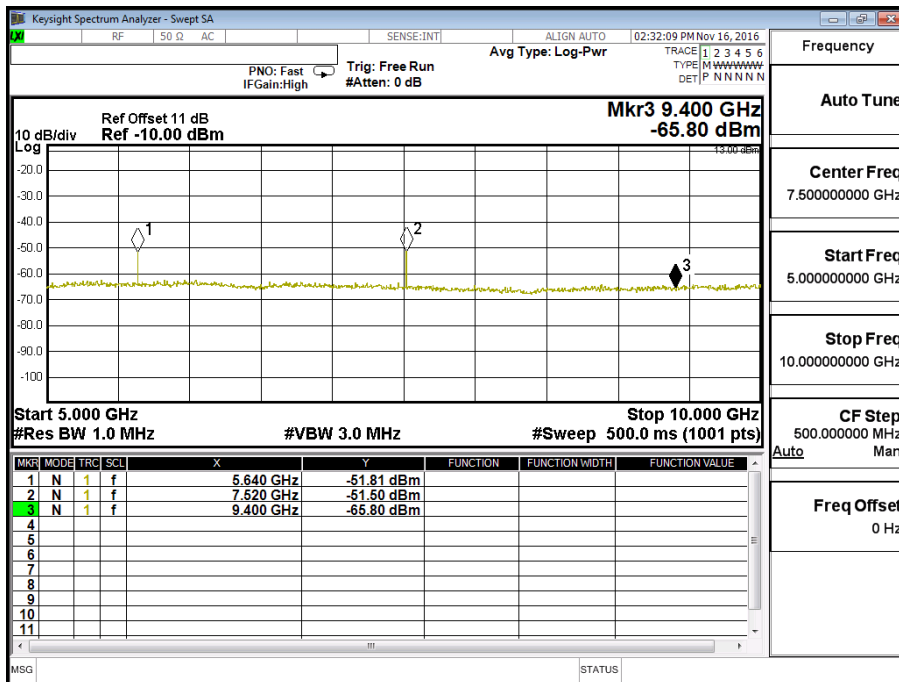 Keysight Spectrum Analyzer - Swept SA
LXI RF 50 Ω AC SENSE:INT ALIGN AUTO 02:32:09 PM Nov 16, 2016
PNO: Fast
IFGain:High
Trig: Free Run
#Atten: 0 dB
Avg Type: Log-Pwr
TRACE 1 2 3 4 5 6
TYPE M WWWWW
DET P N N N N N
Ref Offset 11 dB
10 dB/div Ref -10.00 dBm
Log
Mkr3 9.400 GHz
-65.80 dBm
13.00 dBm
-20.0
-30.0
-40.0
-50.0
-60.0
-70.0
-80.0
-90.0
-100
1
2
3
Start 5.000 GHz Stop 10.000 GHz
#Res BW 1.0 MHz #VBW 3.0 MHz #Sweep 500.0 ms (1001 pts)
MKR MODE TRC SCL X Y FUNCTION FUNCTION WIDTH FUNCTION VALUE
1 N 1 f 5.640 GHz -51.81 dBm
2 N 1 f 7.520 GHz -51.50 dBm
3 N 1 f 9.400 GHz -65.80 dBm
4
5
6
7
8
9
10
11
MSG STATUS
Frequency
Auto Tune
Center Freq
7.500000000 GHz
Start Freq
5.000000000 GHz
Stop Freq
10.000000000 GHz
CF Step
500.000000 MHz
Auto Man
Freq Offset
0 Hz